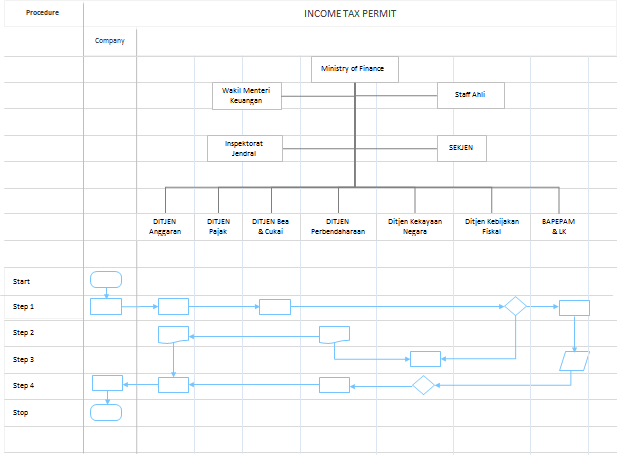 Procedure
INCOME TAX PERMIT
Company
Ministry of Finance
Wakil Menteri
Keuangan
Staff Ahli
Inspektorat
Jendral
SEKJEN
DITJEN
Anggaran
DITJEN
Pajak
DITJEN Bea
& Cukai
DITJEN
Perbendaharaan
Ditjen Kekayaan
Negara
Ditjen Kebijakan
Fiskal
BAPEPAM
& LK
Start
Step 1
Step 2
Step 3
Step 4
Stop